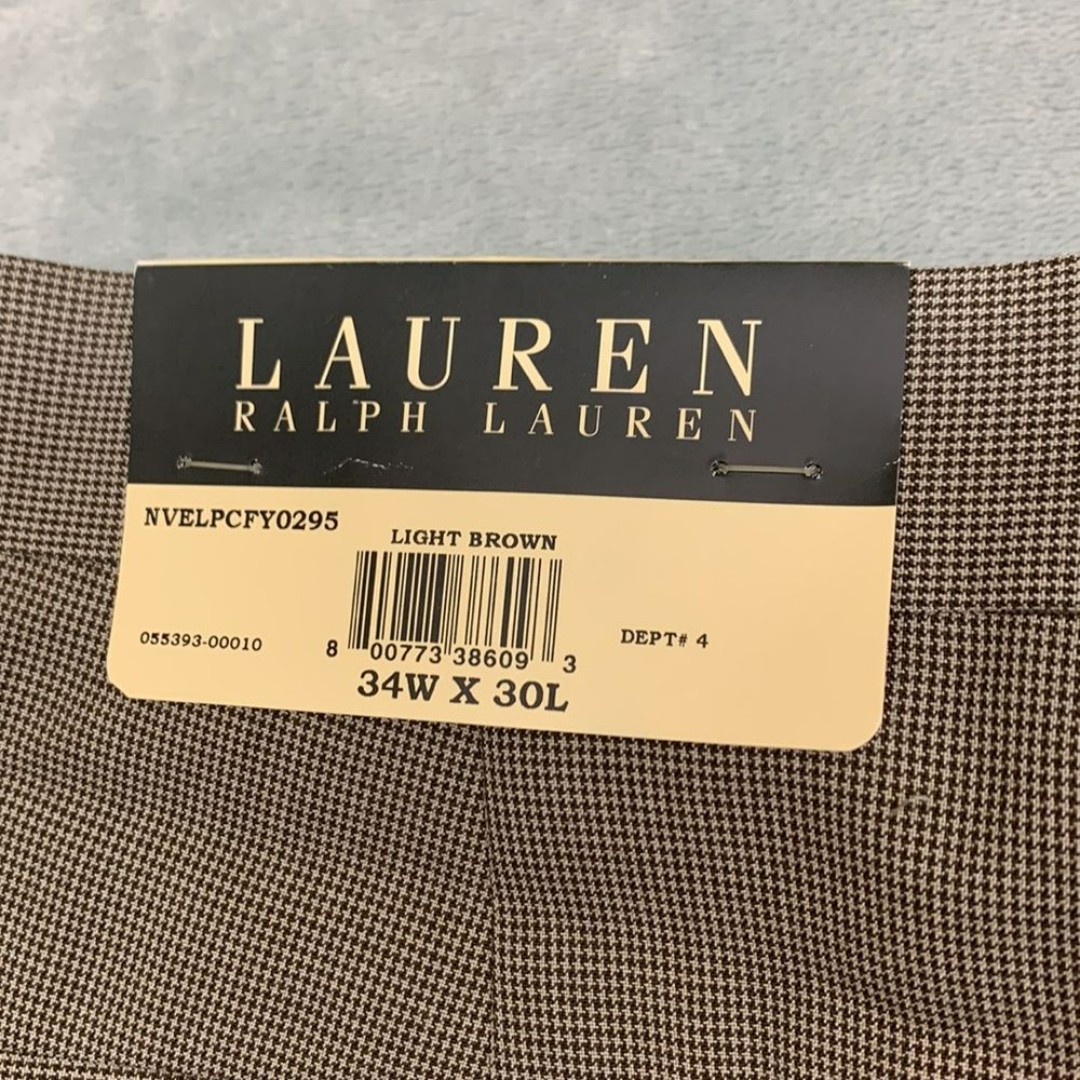 LAUREN
RALPH LAUREN
NVELPCFY0295
LIGHT BROWN
055393-00010
8 00773 38609 3
DEPT# 4
34W X 30L